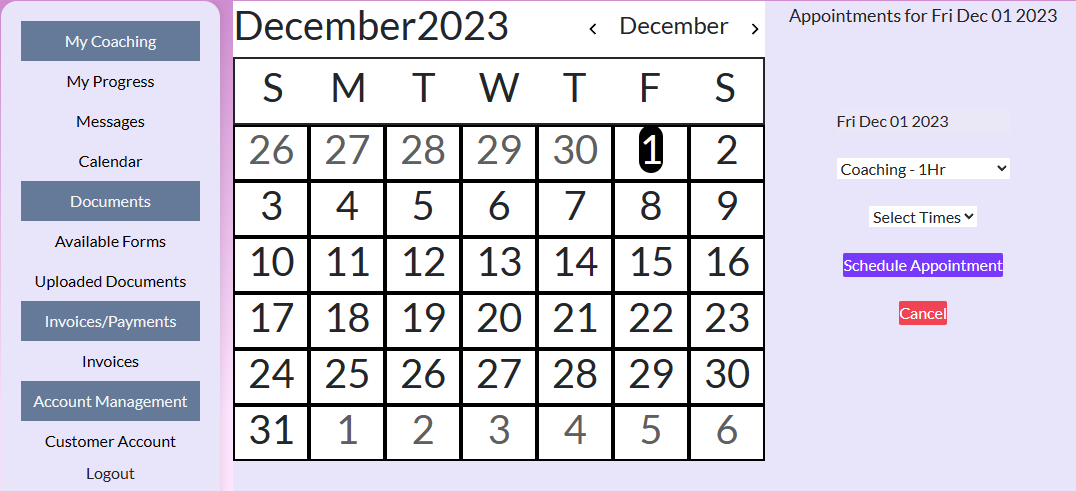 My Coaching
My Progress
Messages
Calendar
Documents
Available Forms
Uploaded Documents
Invoices/Payments
Invoices
Account Management
Customer Account
Logout
December2023
‹ December ›
S M T W T F S
26 27 28 29 30 1 2
3 4 5 6 7 8 9
10 11 12 13 14 15 16
17 18 19 20 21 22 23
24 25 26 27 28 29 30
31 1 2 3 4 5 6
Appointments for Fri Dec 01 2023
Fri Dec 01 2023
Coaching - 1Hr
Select Times
Schedule Appointment
Cancel